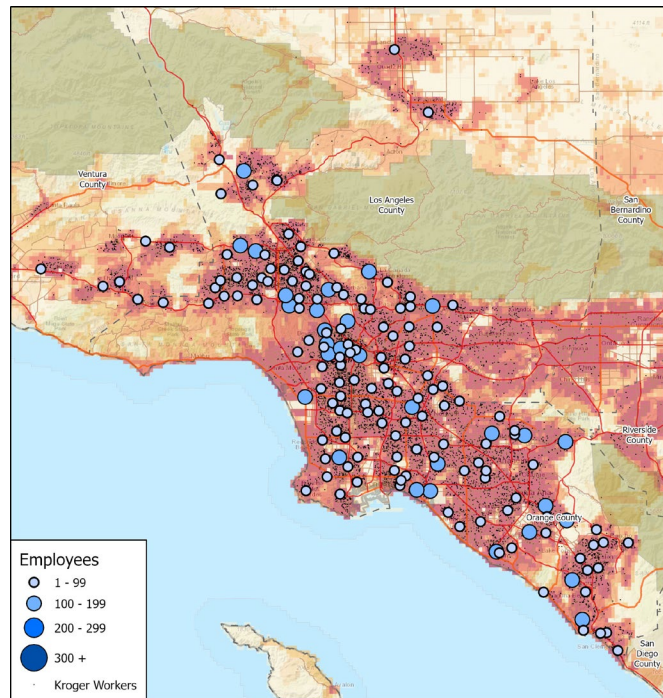 Ventura
County
Los Angeles
County
San
Bernardino
County
Riverside
County
Orange County
San
Diego
County
Employees
1 - 99
100 - 199
200 - 299
300 +
Kroger Workers